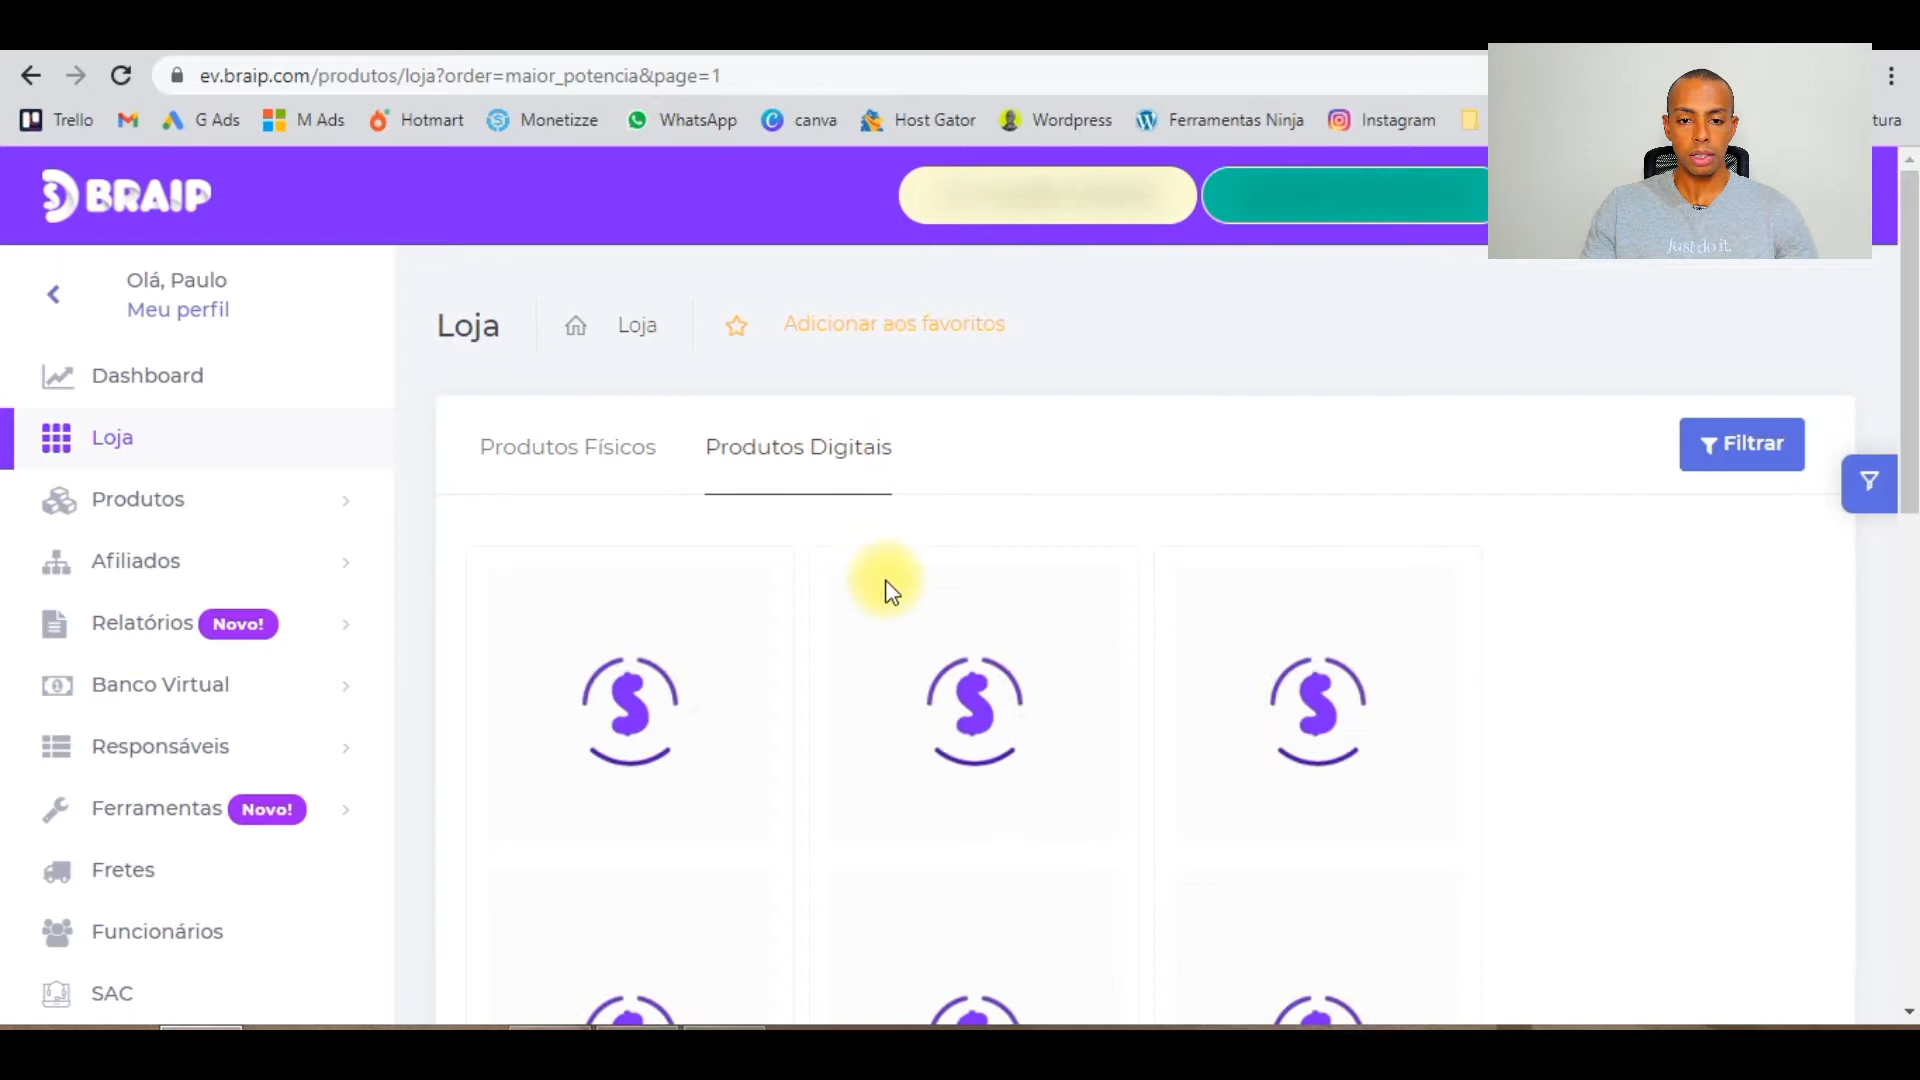 ev.braip.com/produtos/loja?order=maior_potencia&page=1
Trello G Ads M Ads Hotmart Monetizze WhatsApp canva Host Gator Wordpress Ferramentas Ninja Instagram tura
BRAIP
Just do it.
Olá, Paulo
Meu perfil
Loja Loja Adicionar aos favoritos
Dashboard
Loja
Produtos
Afiliados
Relatórios Novo!
Banco Virtual
Responsáveis
Ferramentas Novo!
Fretes
Funcionários
SAC
Produtos Físicos Produtos Digitais Filtrar